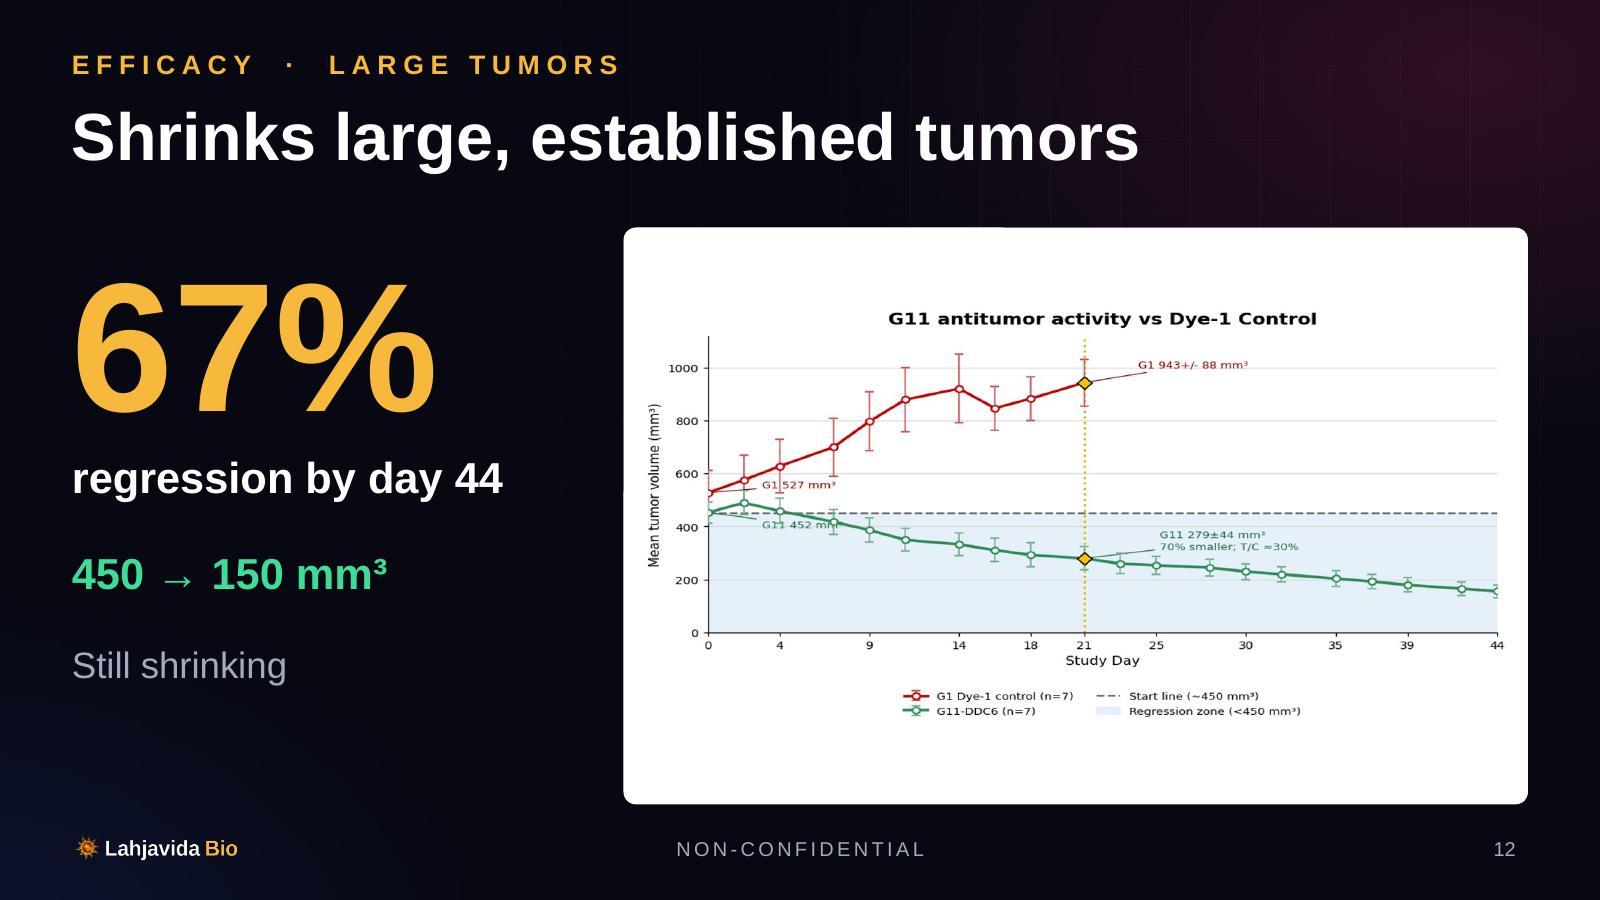 EFFICACY · LARGE TUMORS
Shrinks large, established tumors
67%
regression by day 44
450 → 150 mm³
Still shrinking
G11 antitumor activity vs Dye-1 Control
Mean tumor volume (mm³)
1000
800
600
400
200
0
G1 943+/- 88 mm³
G1 527 mm³
G11 452 mm³
G11 279±44 mm³
70% smaller; T/C ≈30%
0 4 9 14 18 21 25 30 35 39 44
Study Day
G1 Dye-1 control (n=7)
G11-DDC6 (n=7)
Start line (~450 mm³)
Regression zone (<450 mm³)
Lahjavida Bio
NON-CONFIDENTIAL
12